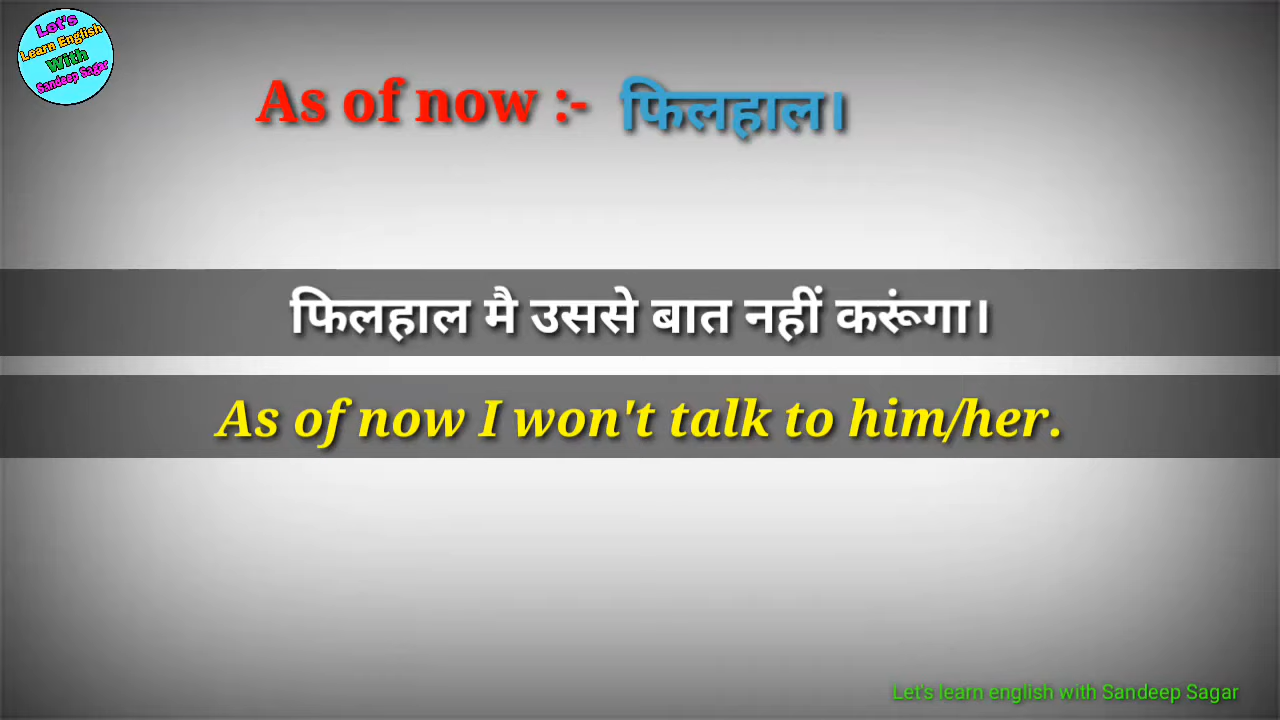 Let's
Learn English
With
Sandeep Sagar
As of now :- फिलहाल।
फिलहाल मै उससे बात नहीं करूंगा।
As of now I won't talk to him/her.
Let's learn english with Sandeep Sagar